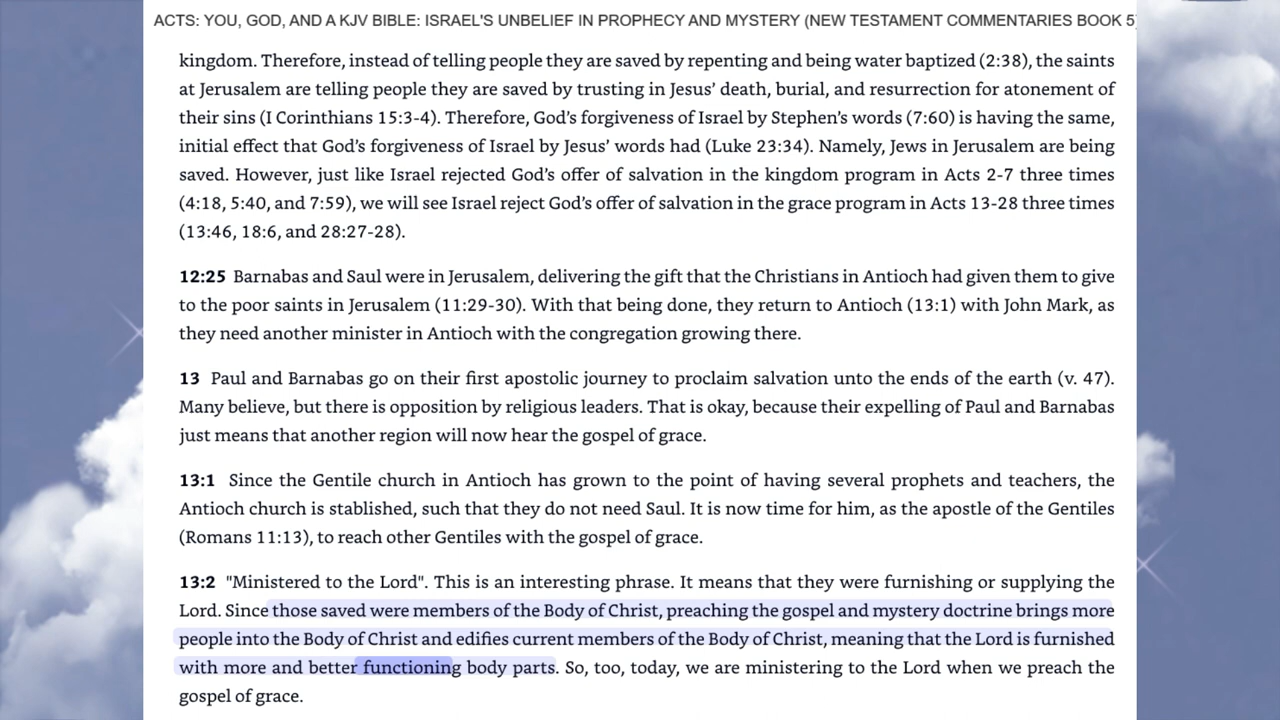 ACTS: YOU, GOD, AND A KJV BIBLE: ISRAEL'S UNBELIEF IN PROPHECY AND MYSTERY (NEW TESTAMENT COMMENTARIES BOOK 5)
kingdom. Therefore, instead of telling people they are saved by repenting and being water baptized (2:38), the saints
at Jerusalem are telling people they are saved by trusting in Jesus’ death, burial, and resurrection for atonement of
their sins (I Corinthians 15:3-4). Therefore, God’s forgiveness of Israel by Stephen’s words (7:60) is having the same,
initial effect that God’s forgiveness of Israel by Jesus’ words had (Luke 23:34). Namely, Jews in Jerusalem are being
saved. However, just like Israel rejected God’s offer of salvation in the kingdom program in Acts 2-7 three times
(4:18, 5:40, and 7:59), we will see Israel reject God’s offer of salvation in the grace program in Acts 13-28 three times
(13:46, 18:6, and 28:27-28).
12:25 Barnabas and Saul were in Jerusalem, delivering the gift that the Christians in Antioch had given them to give
to the poor saints in Jerusalem (11:29-30). With that being done, they return to Antioch (13:1) with John Mark, as
they need another minister in Antioch with the congregation growing there.
13 Paul and Barnabas go on their first apostolic journey to proclaim salvation unto the ends of the earth (v. 47).
Many believe, but there is opposition by religious leaders. That is okay, because their expelling of Paul and Barnabas
just means that another region will now hear the gospel of grace.
13:1 Since the Gentile church in Antioch has grown to the point of having several prophets and teachers, the
Antioch church is stablished, such that they do not need Saul. It is now time for him, as the apostle of the Gentiles
(Romans 11:13), to reach other Gentiles with the gospel of grace.
13:2 "Ministered to the Lord". This is an interesting phrase. It means that they were furnishing or supplying the
Lord. Since those saved were members of the Body of Christ, preaching the gospel and mystery doctrine brings more
people into the Body of Christ and edifies current members of the Body of Christ, meaning that the Lord is furnished
with more and better functioning body parts. So, too, today, we are ministering to the Lord when we preach the
gospel of grace.